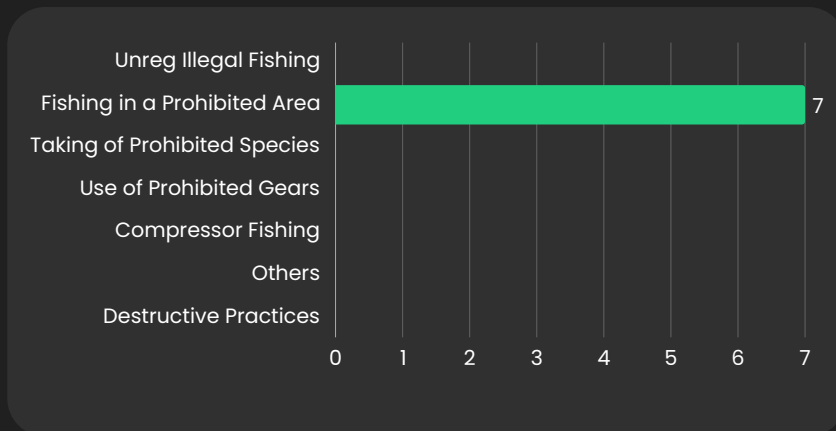 Unreg Illegal Fishing
Fishing in a Prohibited Area
7
Taking of Prohibited Species
Use of Prohibited Gears
Compressor Fishing
Others
Destructive Practices
0 1 2 3 4 5 6 7